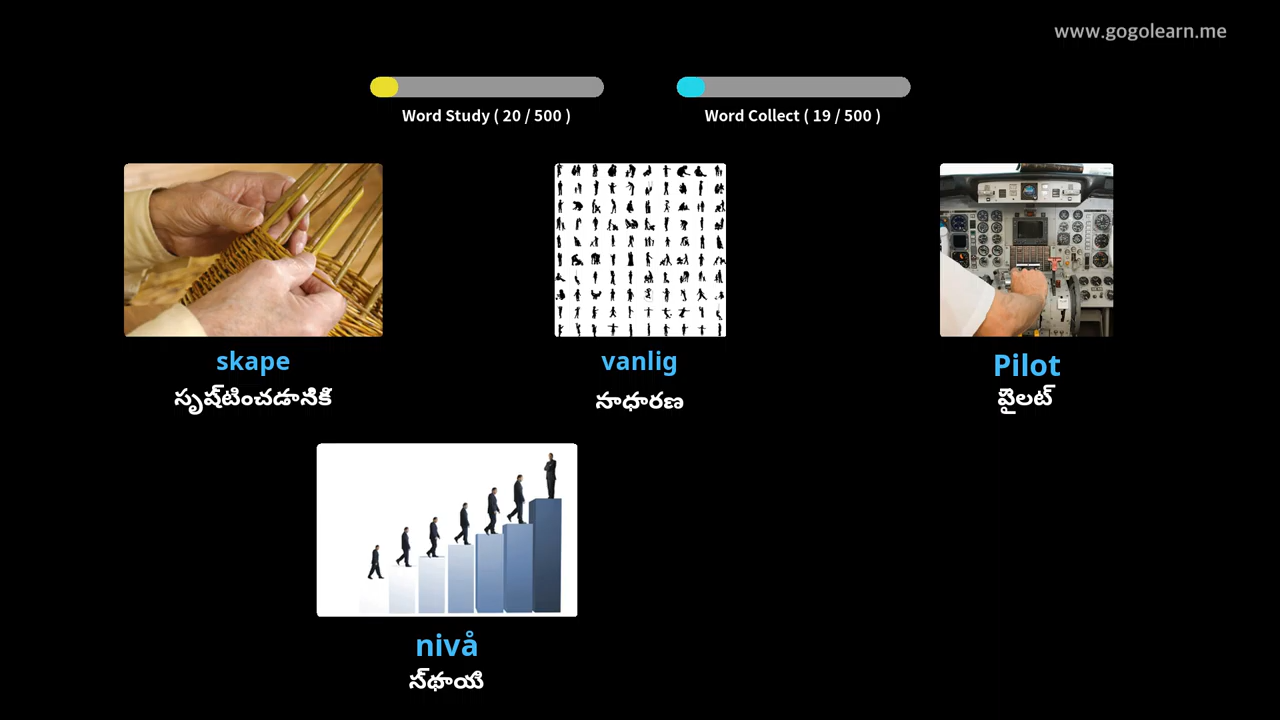 www.gogolearn.me
Word Study ( 20 / 500 )
Word Collect ( 19 / 500 )
skape
సృష్టించడానికి
vanlig
సాధారణ
Pilot
పైలట్
nivå
స్థాయి